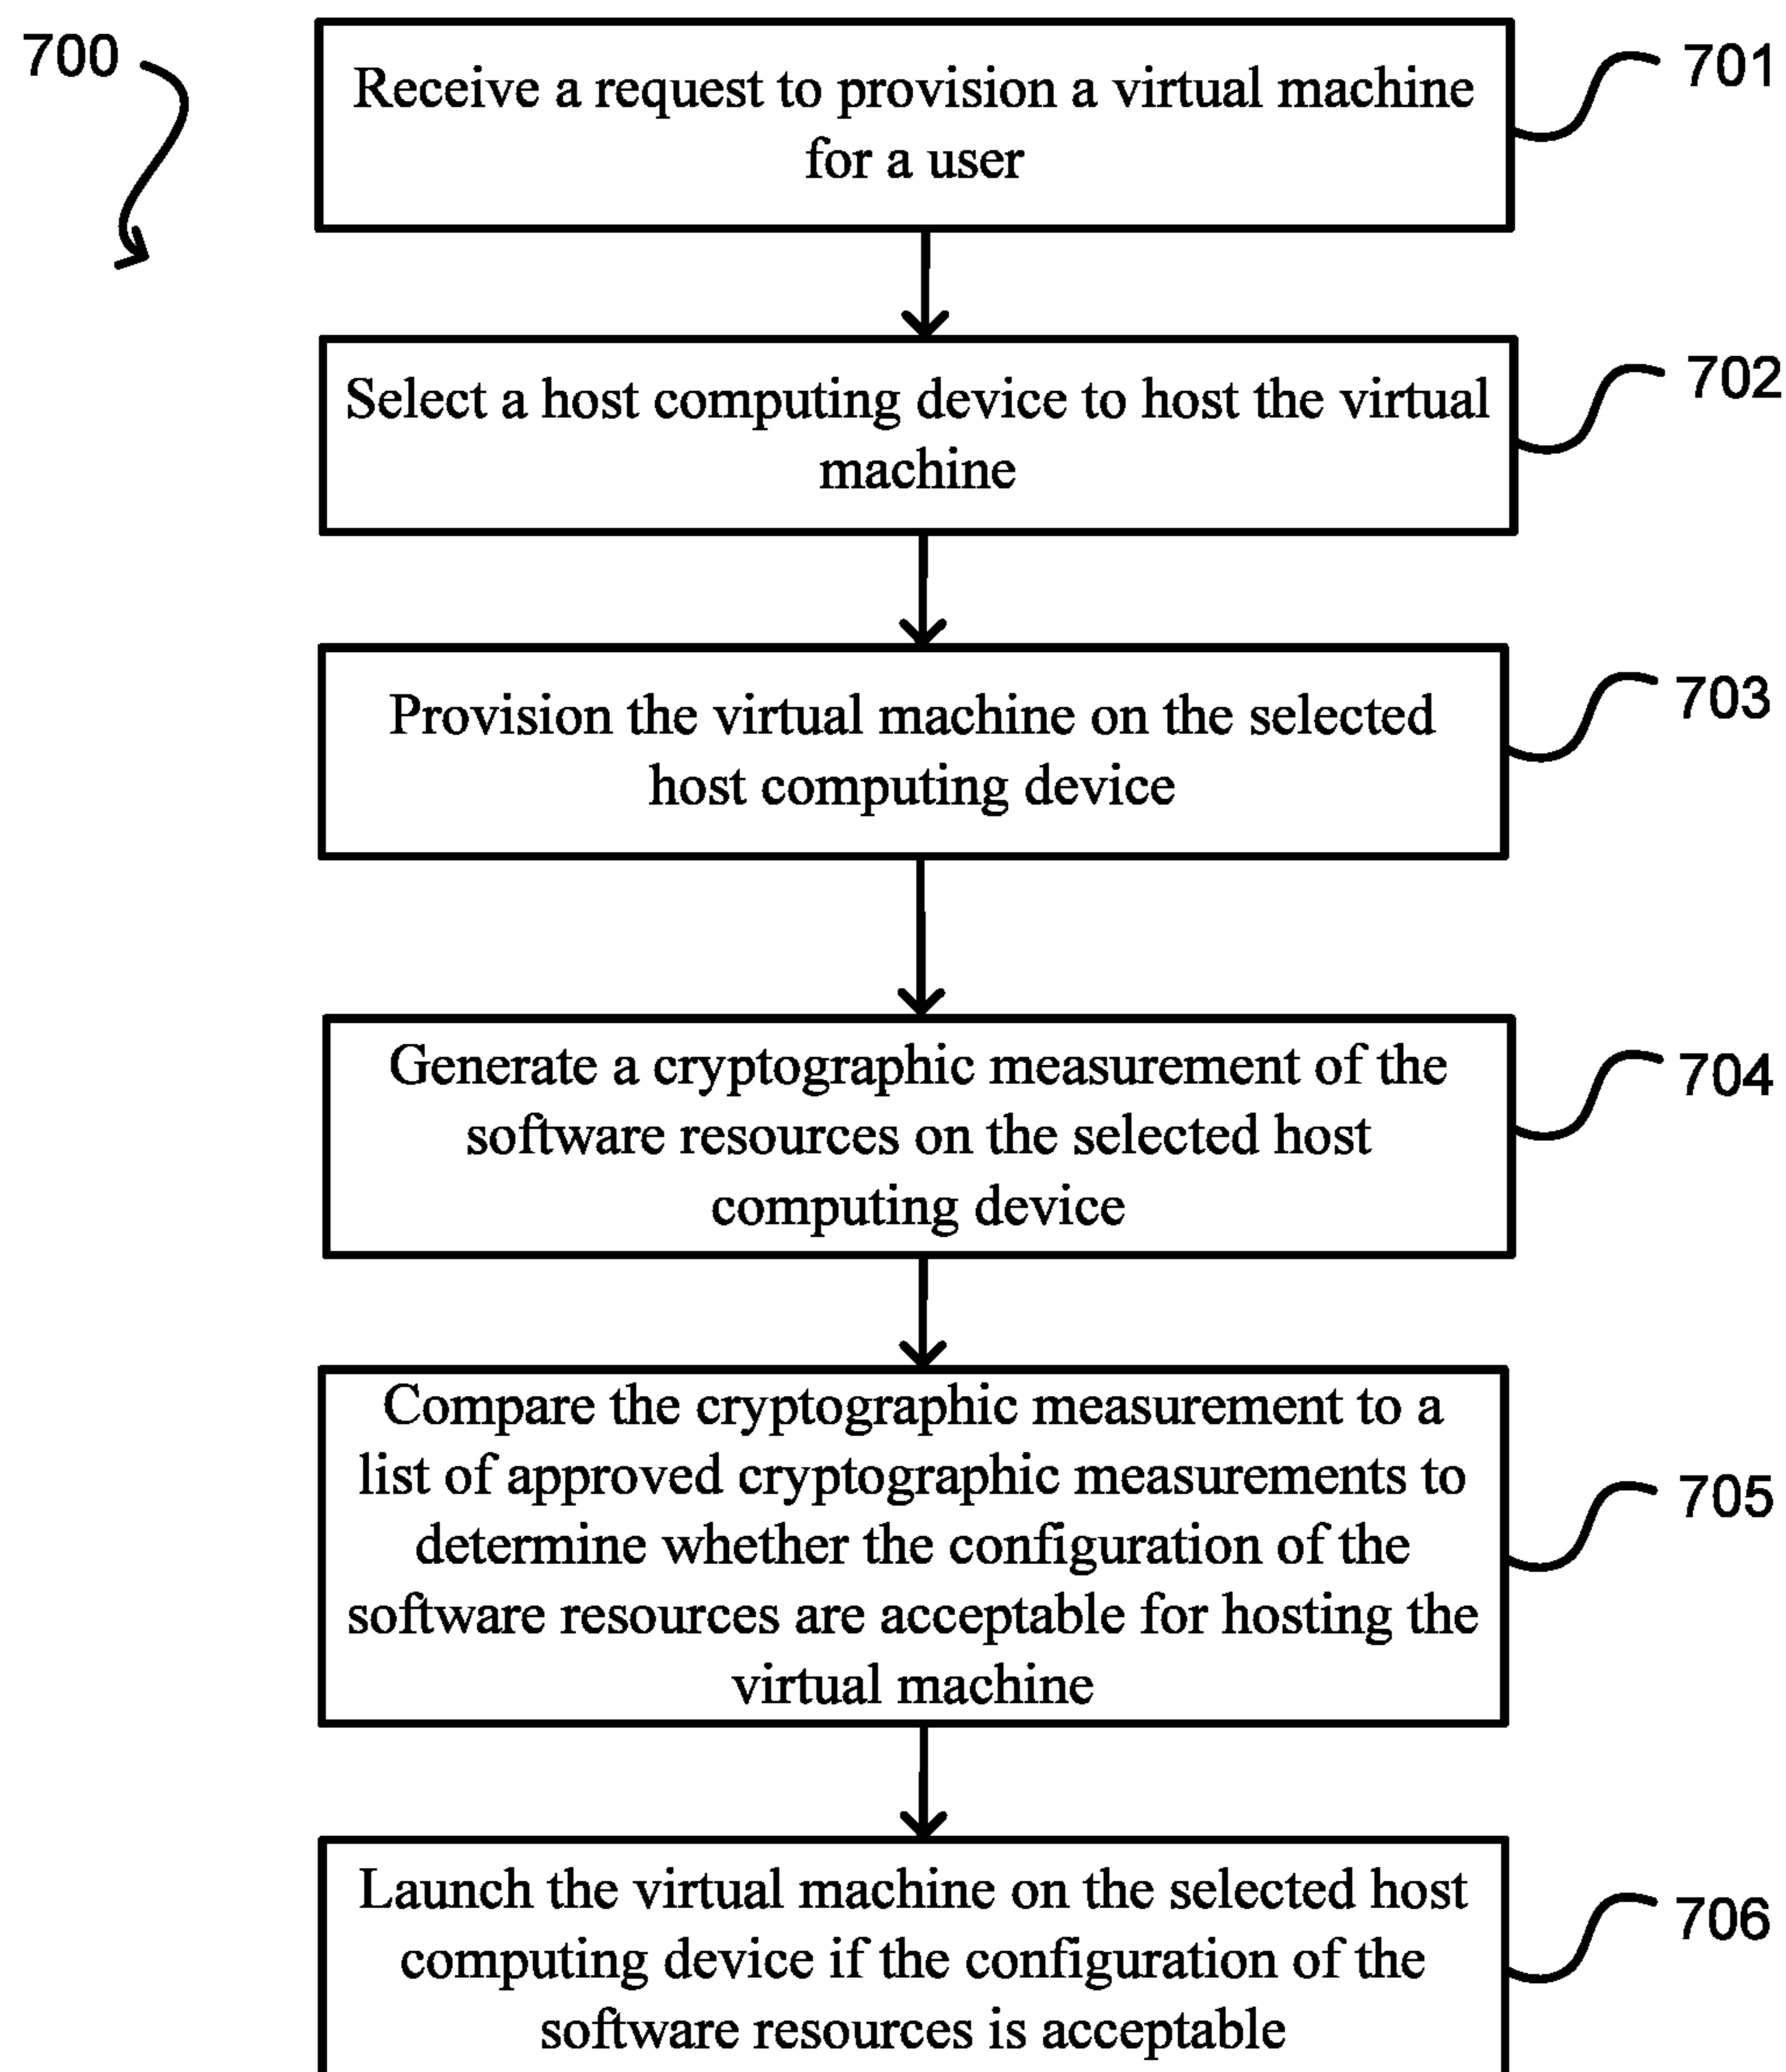 700
701
Receive a request to provision a virtual machine
for a user
702
Select a host computing device to host the virtual
machine
703
Provision the virtual machine on the selected
host computing device
704
Generate a cryptographic measurement of the
software resources on the selected host
computing device
705
Compare the cryptographic measurement to a
list of approved cryptographic measurements to
determine whether the configuration of the
software resources are acceptable for hosting the
virtual machine
706
Launch the virtual machine on the selected host
computing device if the configuration of the
software resources is acceptable